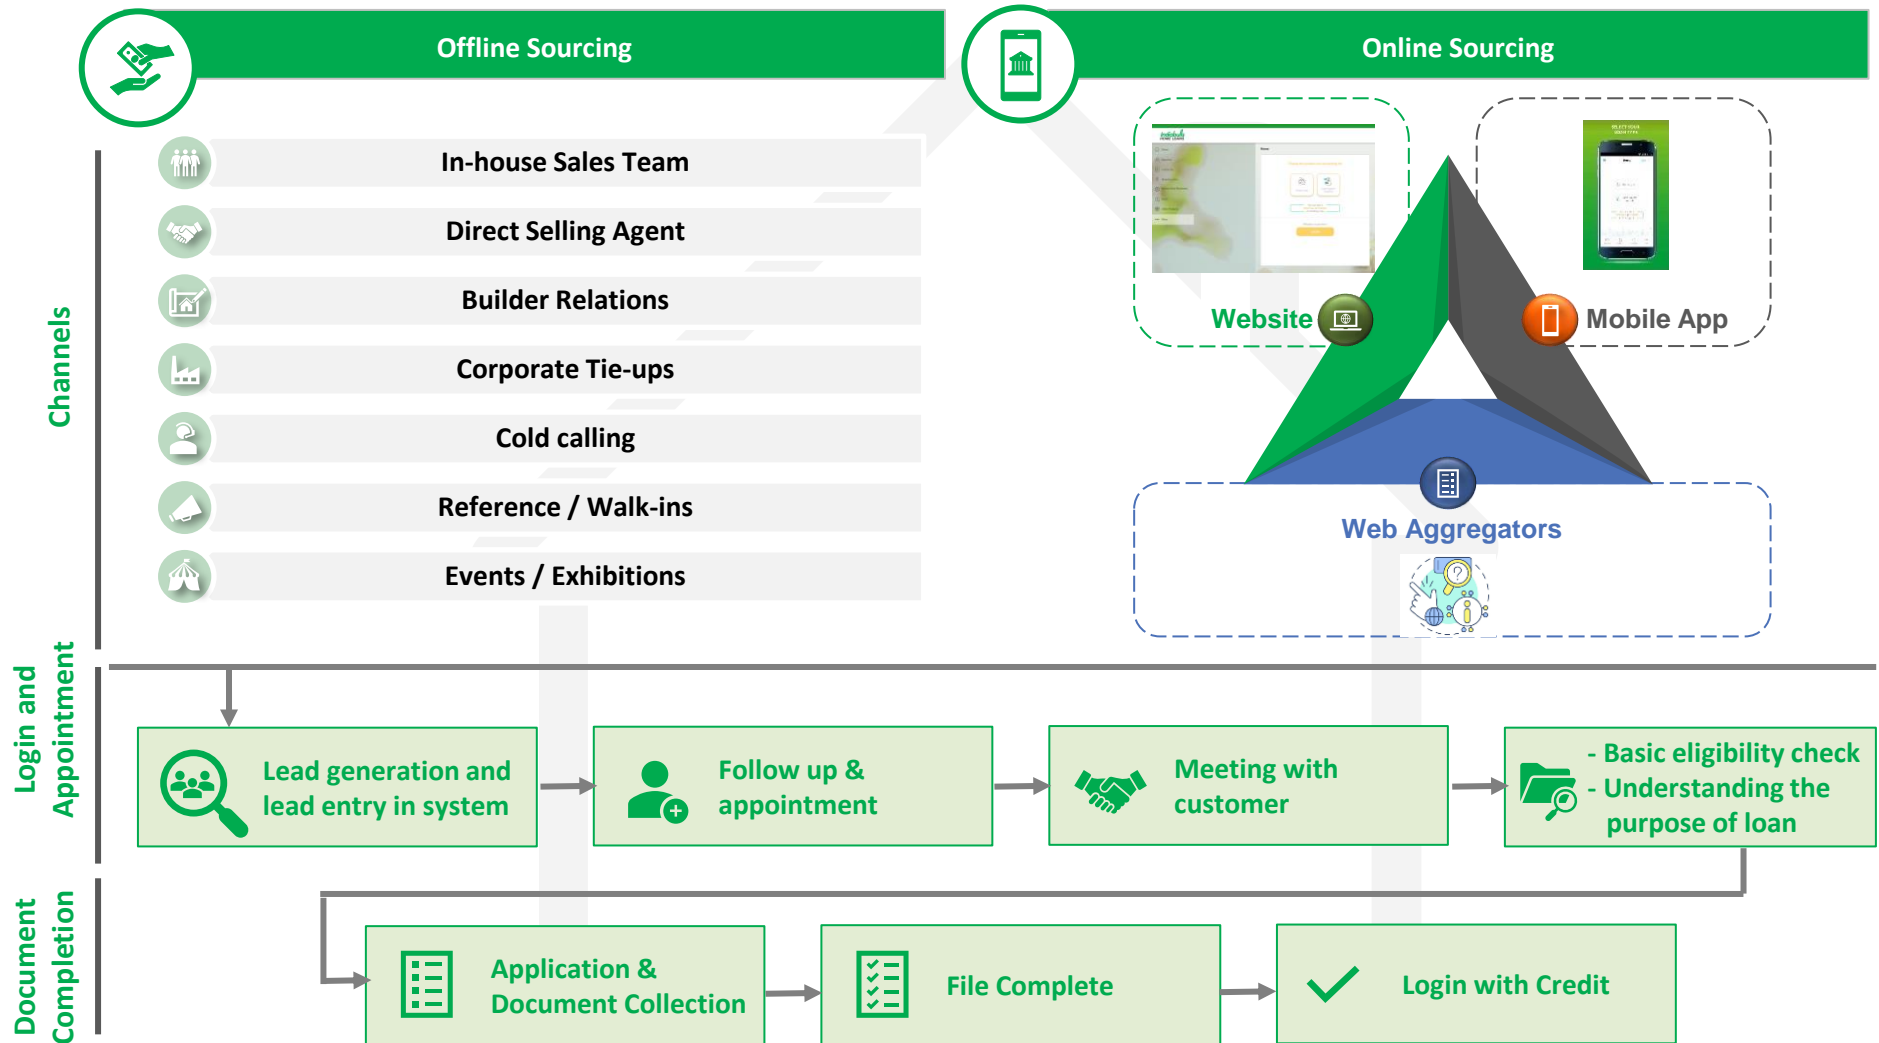 Offline Sourcing
Online Sourcing
Channels
In-house Sales Team
Direct Selling Agent
Builder Relations
Corporate Tie-ups
Cold calling
Reference / Walk-ins
Events / Exhibitions
SELECT YOUR
Website
Mobile App
Web Aggregators
Login and
Appointment
Lead generation and
lead entry in system
Follow up &
appointment
Meeting with
customer
- Basic eligibility check
- Understanding the
purpose of loan
Document
Completion
Application &
Document Collection
File Complete
Login with Credit